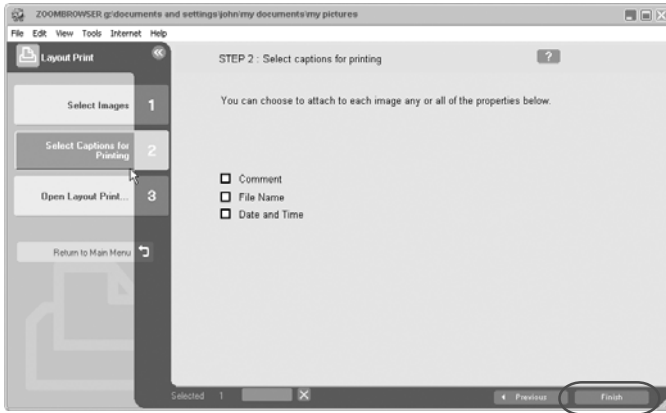 ZOOMBROWSER g:\documents and settings\john\my documents\my pictures
File Edit View Tools Internet Help
Layout Print
STEP 2 : Select captions for printing
?
Select Images 1
You can choose to attach to each image any or all of the properties below.
Select Captions for
Printing 2
Comment
Open Layout Print... 3
File Name
Date and Time
Return to Main Menu
Selected 1
Previous
Finish